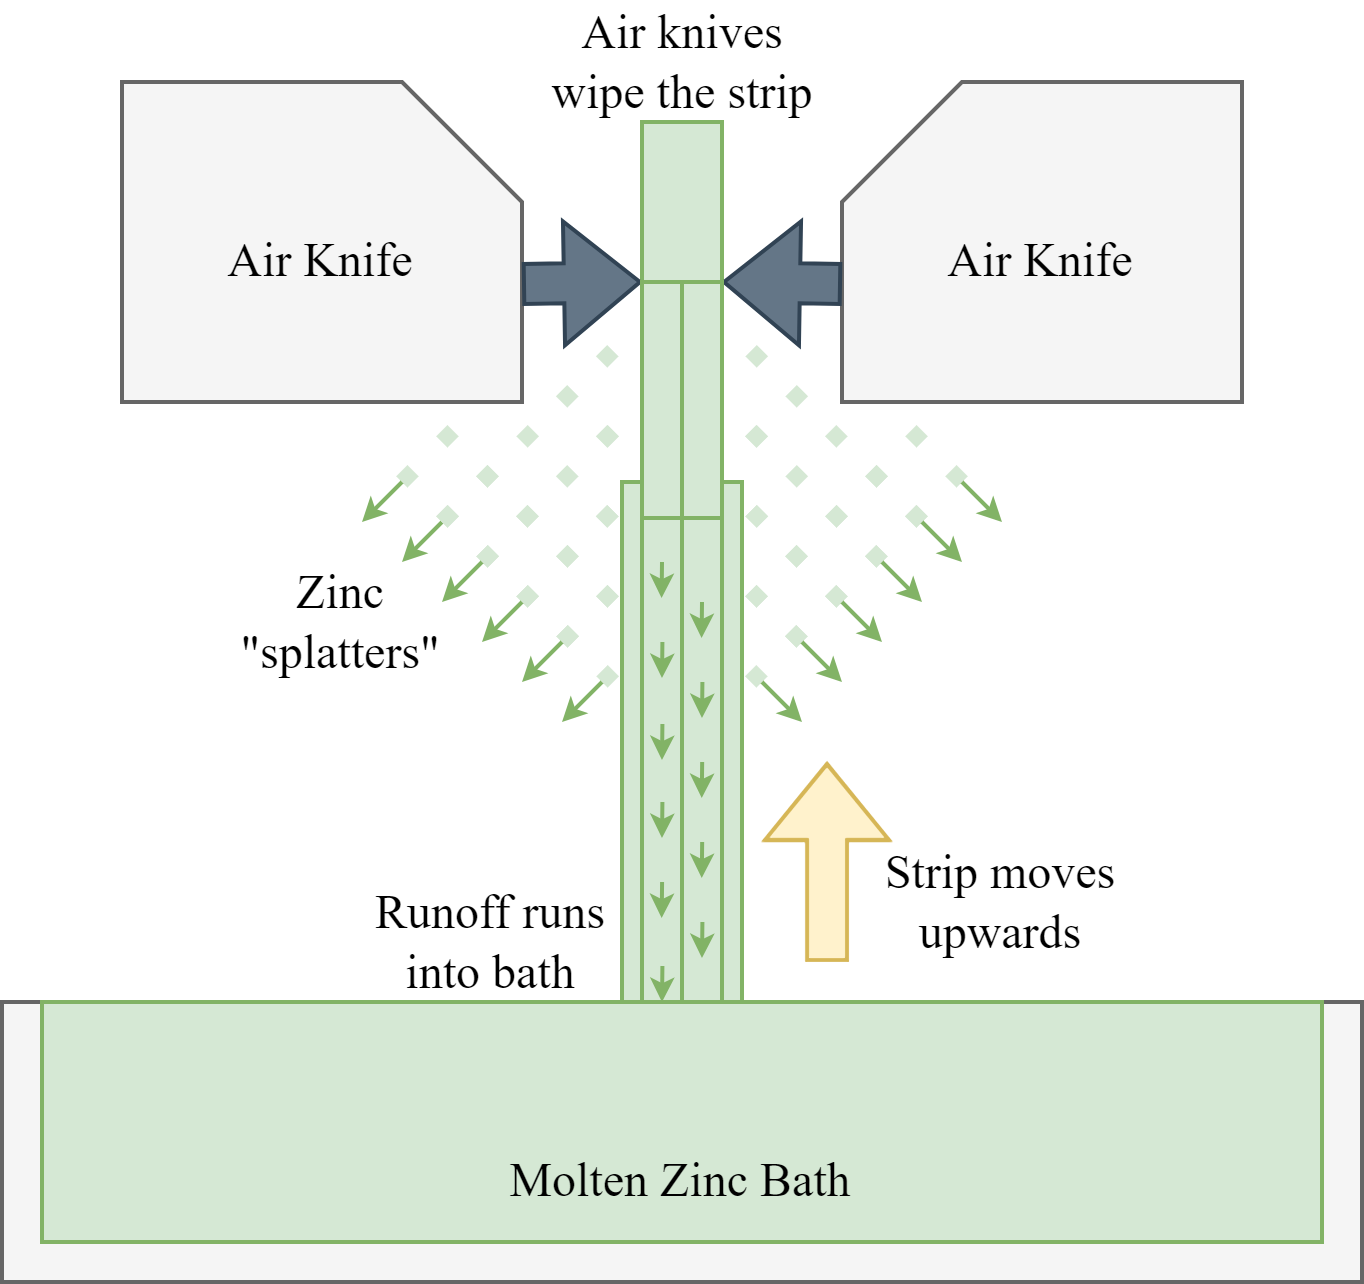 Air knives
wipe the strip
Air Knife
Air Knife
Zinc
"splatters"
Strip moves
upwards
Runoff runs
into bath
Molten Zinc Bath